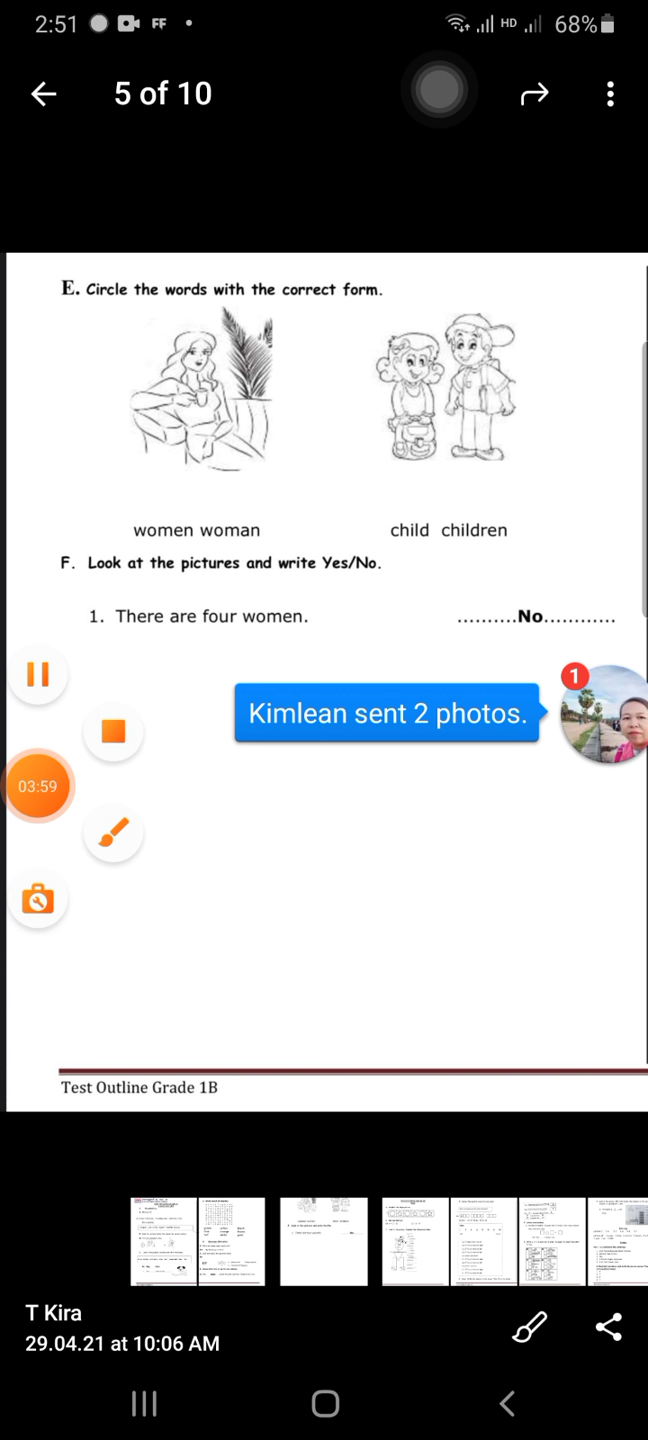 2:51 FF HD 68%
5 of 10
E. Circle the words with the correct form.
women woman child children
F. Look at the pictures and write Yes/No.
1. There are four women. ..........No............
1
Kimlean sent 2 photos.
03:59
Test Outline Grade 1B
T Kira
29.04.21 at 10:06 AM